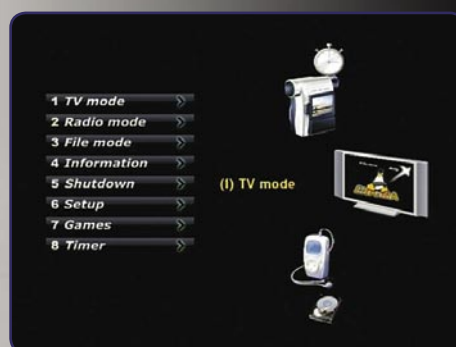 1 TV mode
2 Radio mode
3 File mode
4 Information
5 Shutdown
6 Setup
7 Games
8 Timer
(I) TV mode